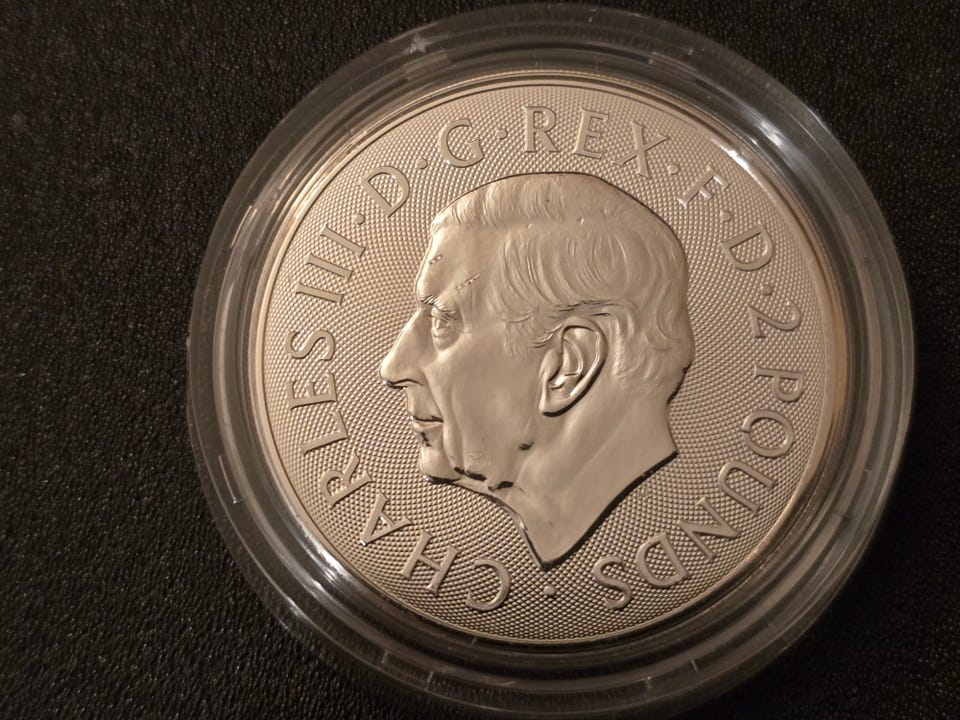 · CHARLES III · D · G · REX · F · D · 2 POUNDS